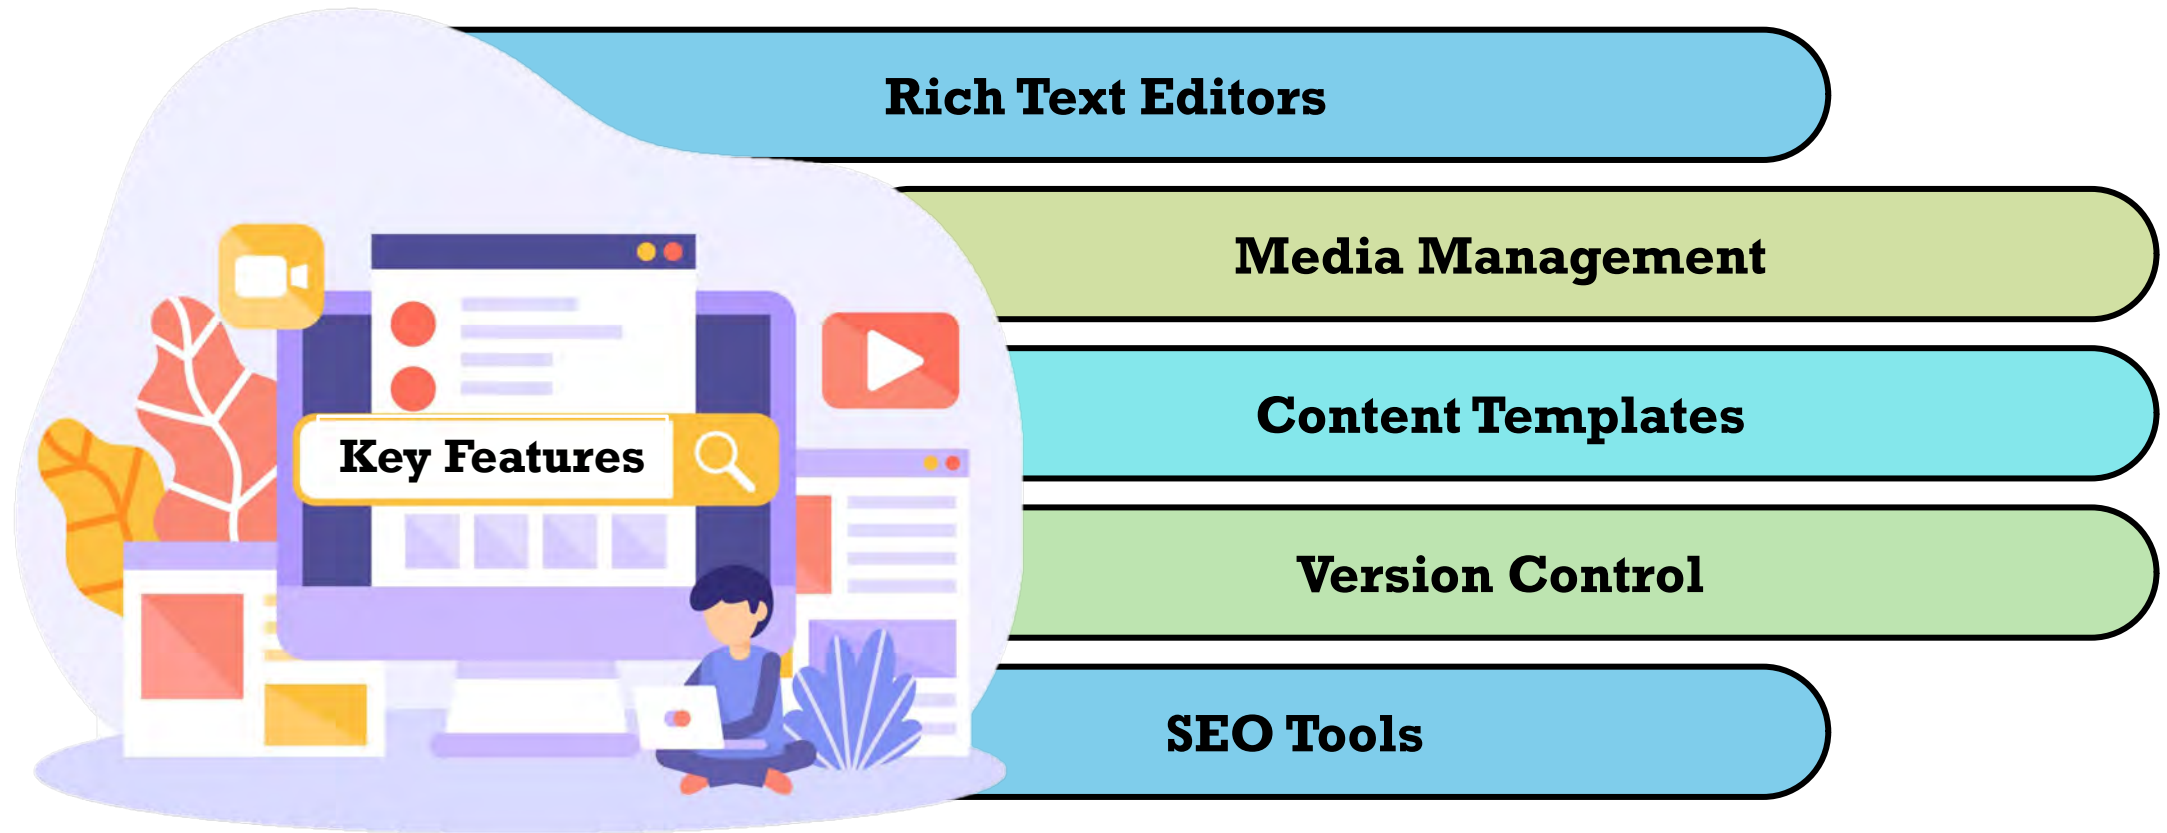 Rich Text Editors
Media Management
Content Templates
Key Features
Version Control
SEO Tools